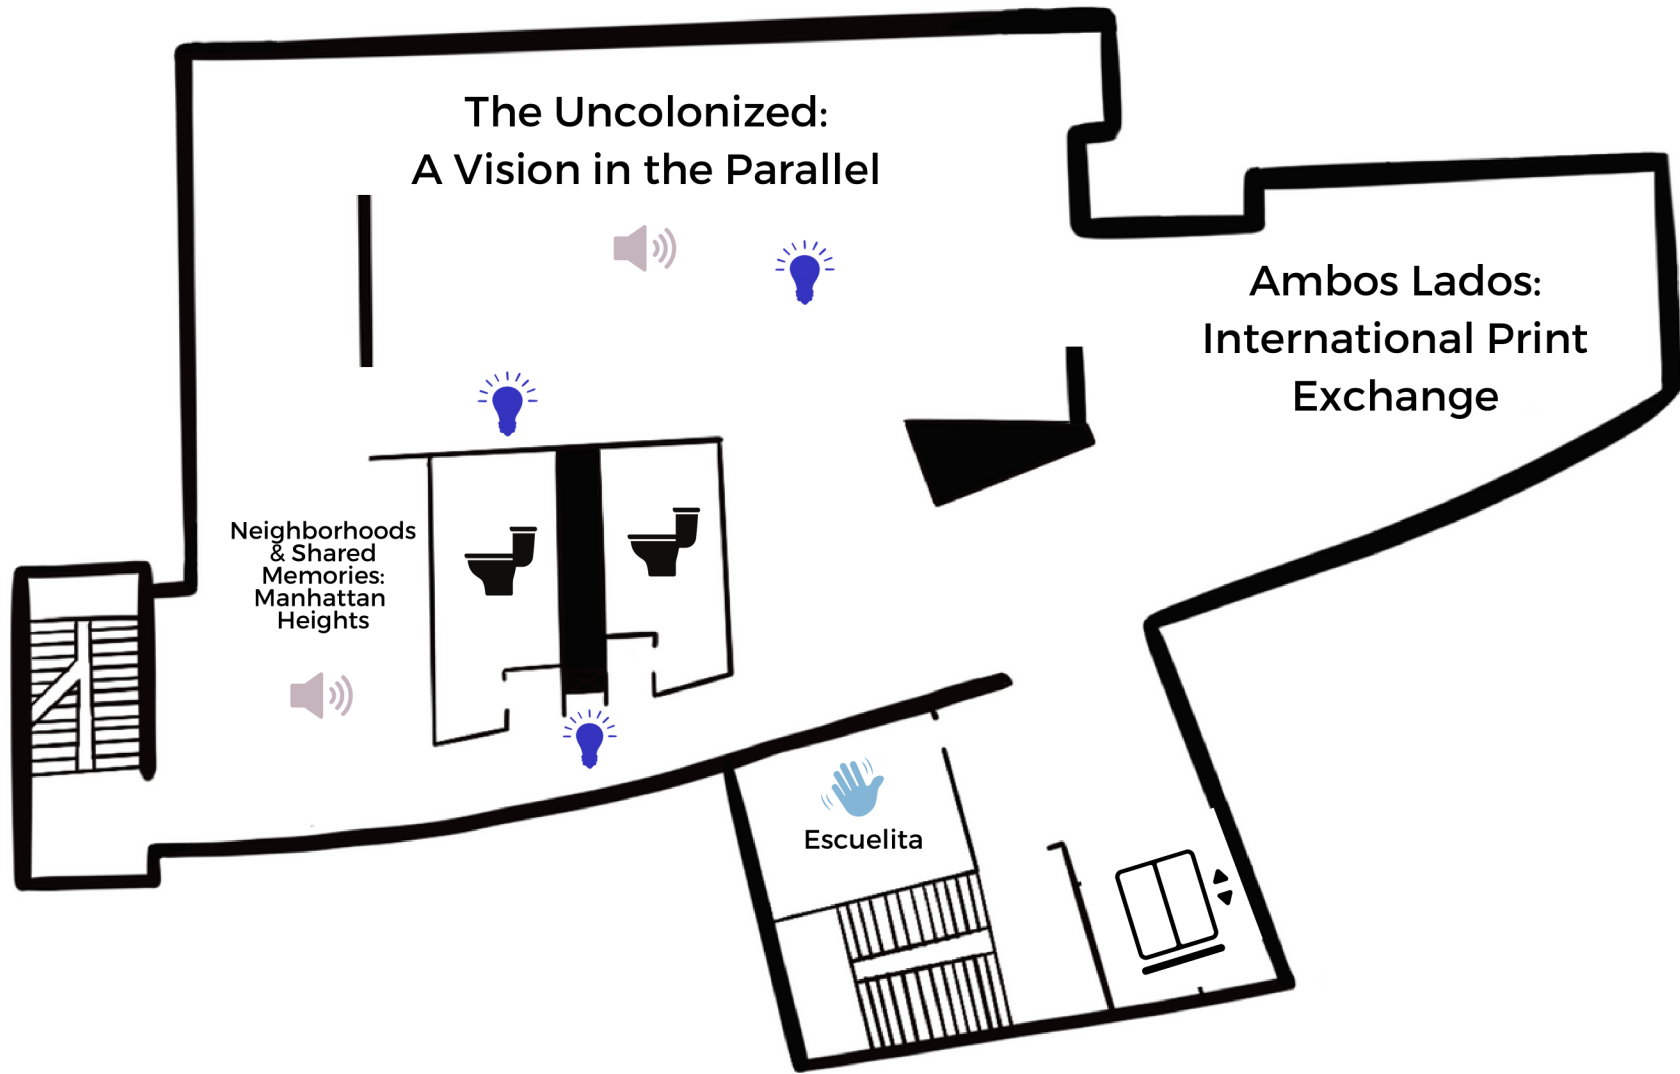 The Uncolonized:
A Vision in the Parallel
Ambos Lados:
International Print
Exchange
Neighborhoods
& Shared
Memories:
Manhattan
Heights
Escuelita